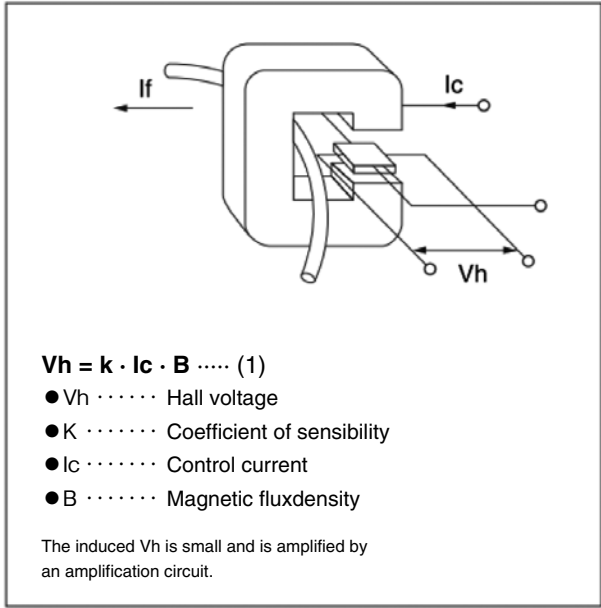 If
Ic
Vh
Vh = k · Ic · B ····· (1)
●Vh ······ Hall voltage
●K ······· Coefficient of sensibility
●Ic ······· Control current
●B ······· Magnetic fluxdensity
The induced Vh is small and is amplified by
an amplification circuit.